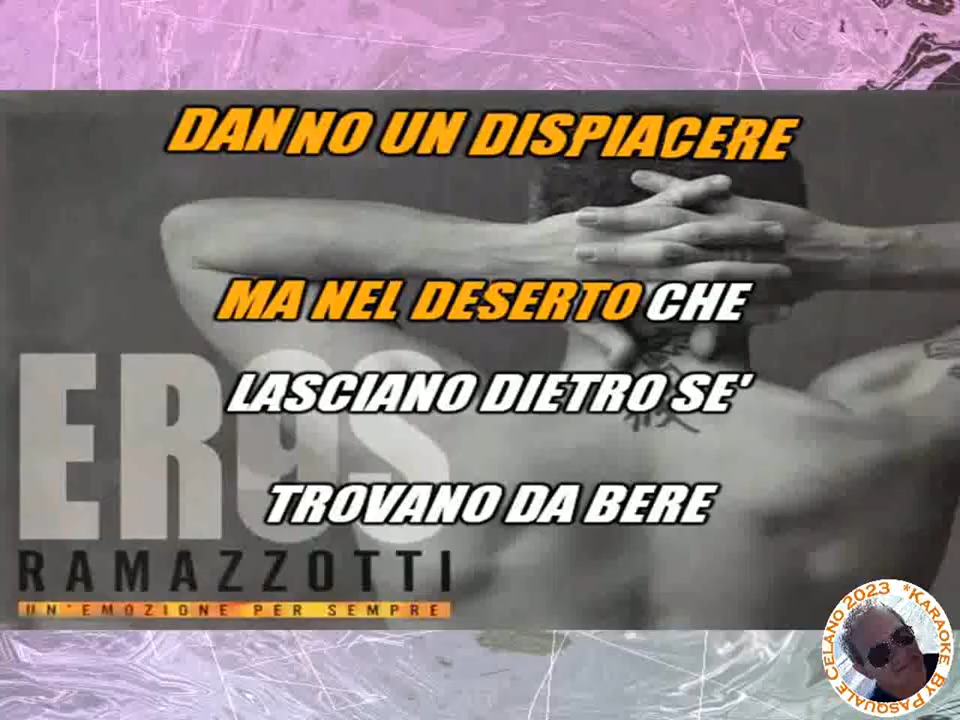 DANNO UN DISPIACERE
MA NEL DESERTO CHE
LASCIANO DIETRO SE'
TROVANO DA BERE
EROS
RAMAZZOTTI
UN'EMOZIONE PER SEMPRE
*KARAOKE BY PASQUALE CELANO 2023